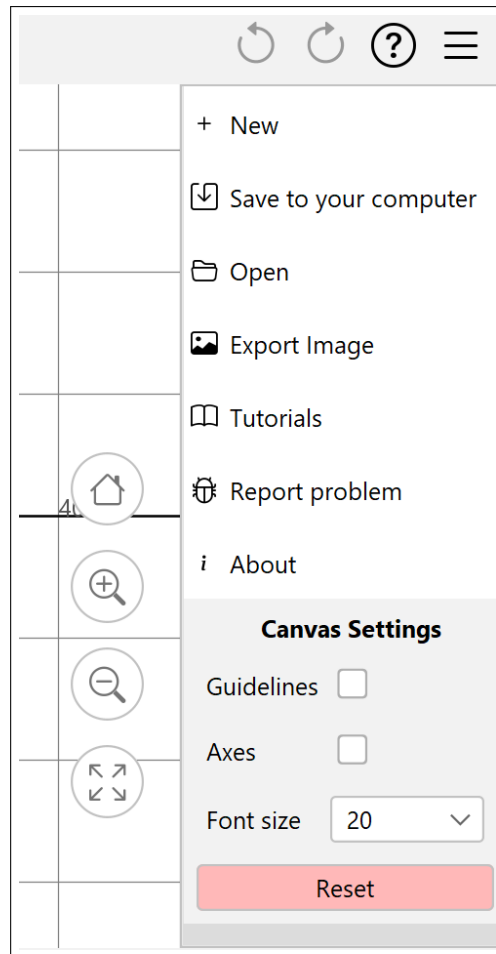 ?
+ New
Save to your computer
Open
Export Image
Tutorials
Report problem
i About
Canvas Settings
Guidelines
Axes
Font size 20
Reset